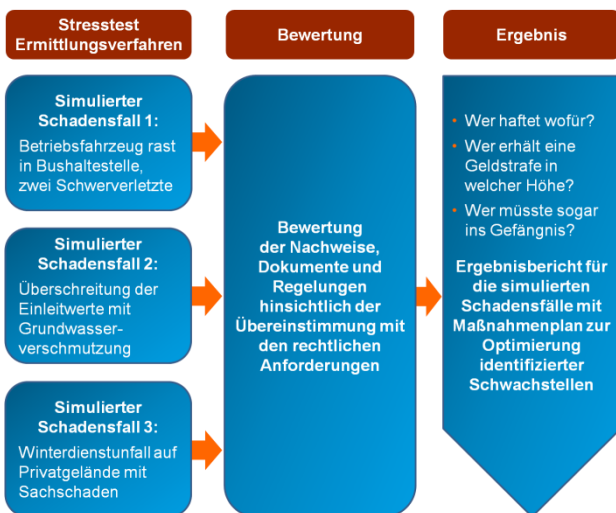 Stresstest
Ermittlungsverfahren
Bewertung
Ergebnis
Simulierter
Schadensfall 1:
Betriebsfahrzeug rast
in Bushaltestelle,
zwei Schwerverletzte
Simulierter
Schadensfall 2:
Überschreitung der
Einleitwerte mit
Grundwasser-
verschmutzung
Simulierter
Schadensfall 3:
Winterdienstunfall auf
Privatgelände mit
Sachschaden
Bewertung
der Nachweise,
Dokumente und
Regelungen
hinsichtlich der
Übereinstimmung mit
den rechtlichen
Anforderungen
• Wer haftet wofür?
• Wer erhält eine
Geldstrafe in
welcher Höhe?
• Wer müsste sogar
ins Gefängnis?
Ergebnisbericht für
die simulierten
Schadensfälle mit
Maßnahmenplan zur
Optimierung
identifizierter
Schwachstellen